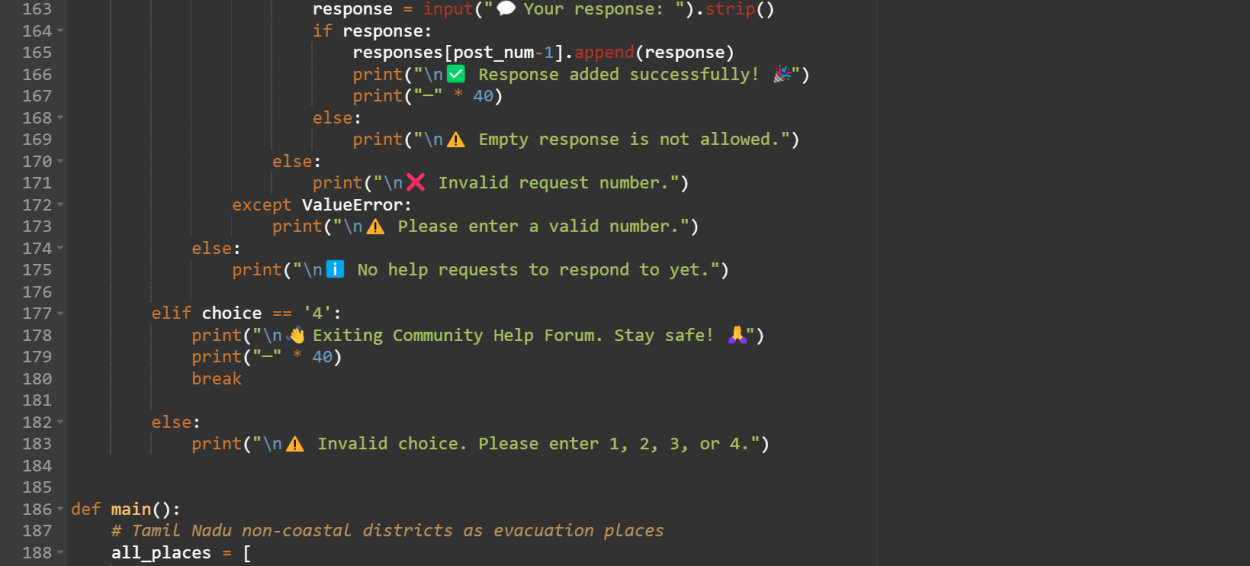 163 response = input("💬 Your response: ").strip()
164 if response:
165 responses[post_num-1].append(response)
166 print("\n✅ Response added successfully! 🎉")
167 print("—" * 40)
168 else:
169 print("\n⚠️ Empty response is not allowed.")
170 else:
171 print("\n❌ Invalid request number.")
172 except ValueError:
173 print("\n⚠️ Please enter a valid number.")
174 else:
175 print("\nℹ️ No help requests to respond to yet.")
176
177 elif choice == '4':
178 print("\n👋 Exiting Community Help Forum. Stay safe! 🙏")
179 print("—" * 40)
180 break
181
182 else:
183 print("\n⚠️ Invalid choice. Please enter 1, 2, 3, or 4.")
184
185
186 def main():
187 # Tamil Nadu non-coastal districts as evacuation places
188 all_places = [